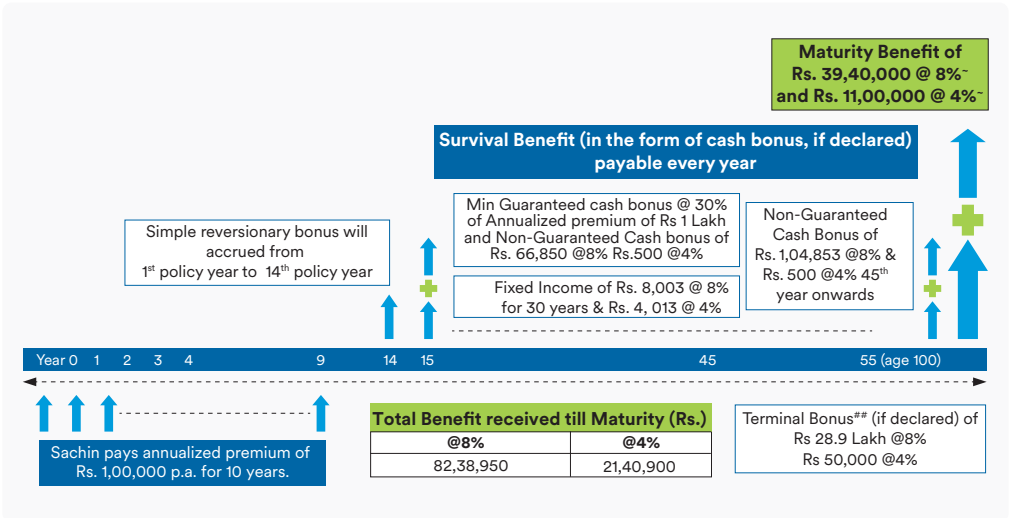 Maturity Benefit of
Rs. 39,40,000 @ 8%~
and Rs. 11,00,000 @ 4%~
Survival Benefit (in the form of cash bonus, if declared)
payable every year
Simple reversionary bonus will
accrued from
1st policy year to 14th policy year
Min Guaranteed cash bonus @ 30%
of Annualized premium of Rs 1 Lakh
and Non-Guaranteed Cash bonus of
Rs. 66,850 @8% Rs.500 @4%
Fixed Income of Rs. 8,003 @ 8%
for 30 years & Rs. 4, 013 @ 4%
Non-Guaranteed
Cash Bonus of
Rs. 1,04,853 @8% &
Rs. 500 @4% 45th
year onwards
Year 0 1 2 3 4 9 14 15 45 55 (age 100)
Sachin pays annualized premium of
Rs. 1,00,000 p.a. for 10 years.
Total Benefit received till Maturity (Rs.)
@8% @4%
82,38,950 21,40,900
Terminal Bonus## (if declared) of
Rs 28.9 Lakh @8%
Rs 50,000 @4%